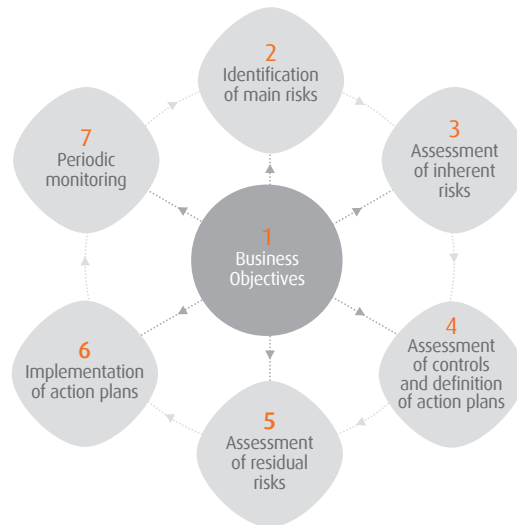 1
Business
Objectives
2
Identification
of main risks
3
Assessment
of inherent
risks
4
Assessment
of controls
and definition
of action plans
5
Assessment
of residual
risks
6
Implementation
of action plans
7
Periodic
monitoring